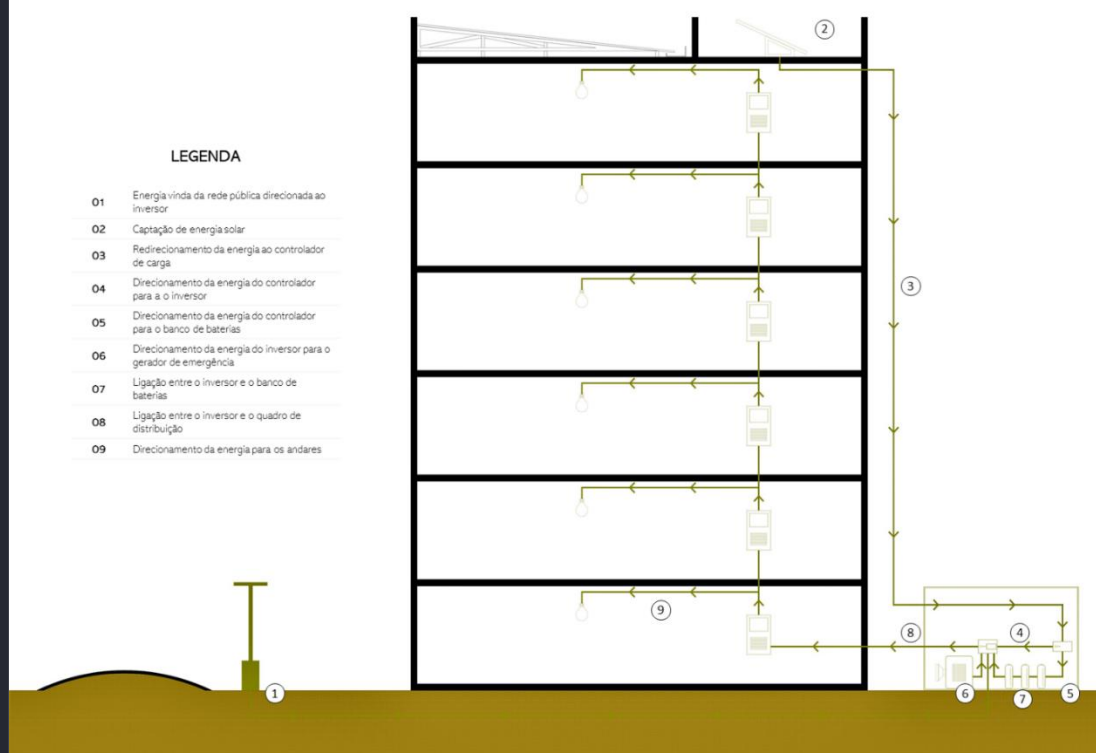 2
LEGENDA
01 Energia vinda da rede pública direcionada ao
inversor
02 Captação de energia solar
03 Redirecionamento da energia ao controlador
de carga
04 Direcionamento da energia do controlador
para a o inversor
05 Direcionamento da energia do controlador
para o banco de baterias
06 Direcionamento da energia do inversor para o
gerador de emergência
07 Ligação entre o inversor e o banco de
baterias
08 Ligação entre o inversor e o quadro de
distribuição
09 Direcionamento da energia para os andares
3
9
8
4
1
6
7
5